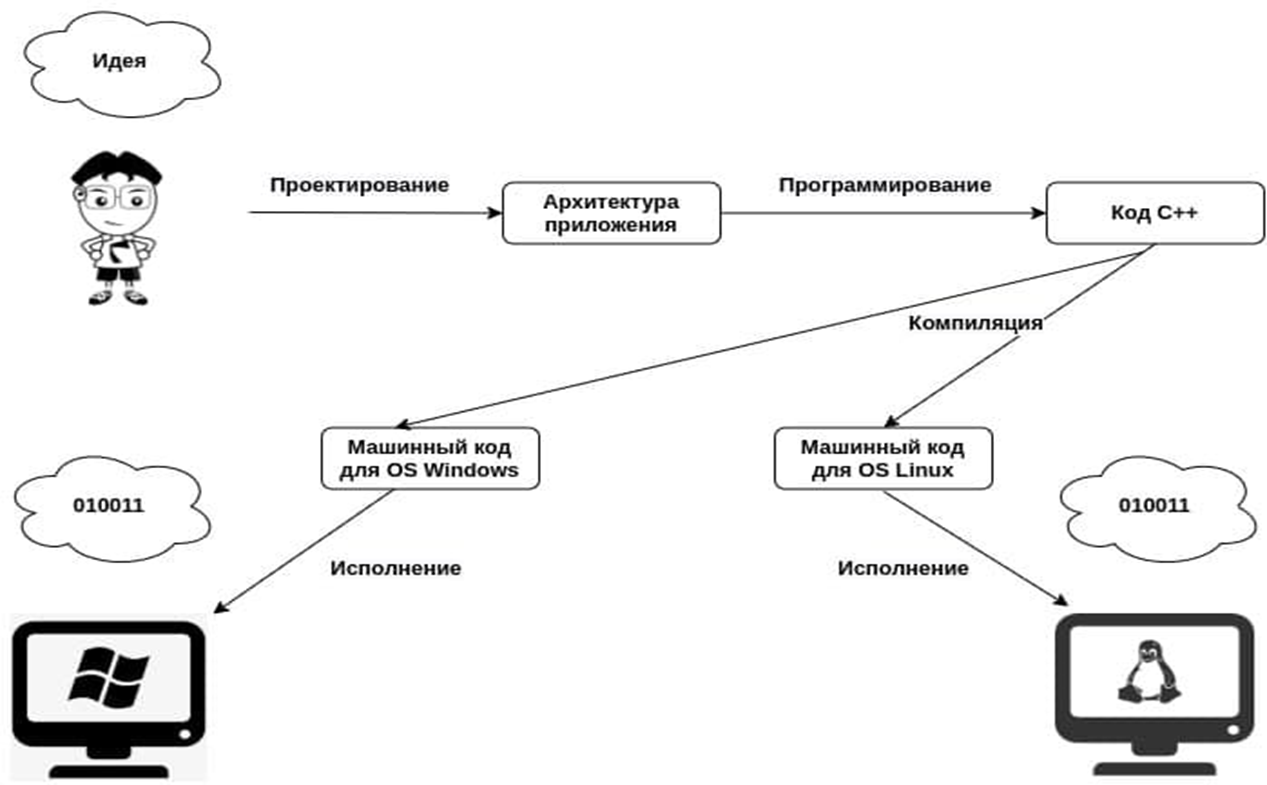 Идея
Проектирование
Архитектура
приложения
Программирование
Код C++
Компиляция
Машинный код
для OS Windows
Машинный код
для OS Linux
010011
010011
Исполнение
Исполнение